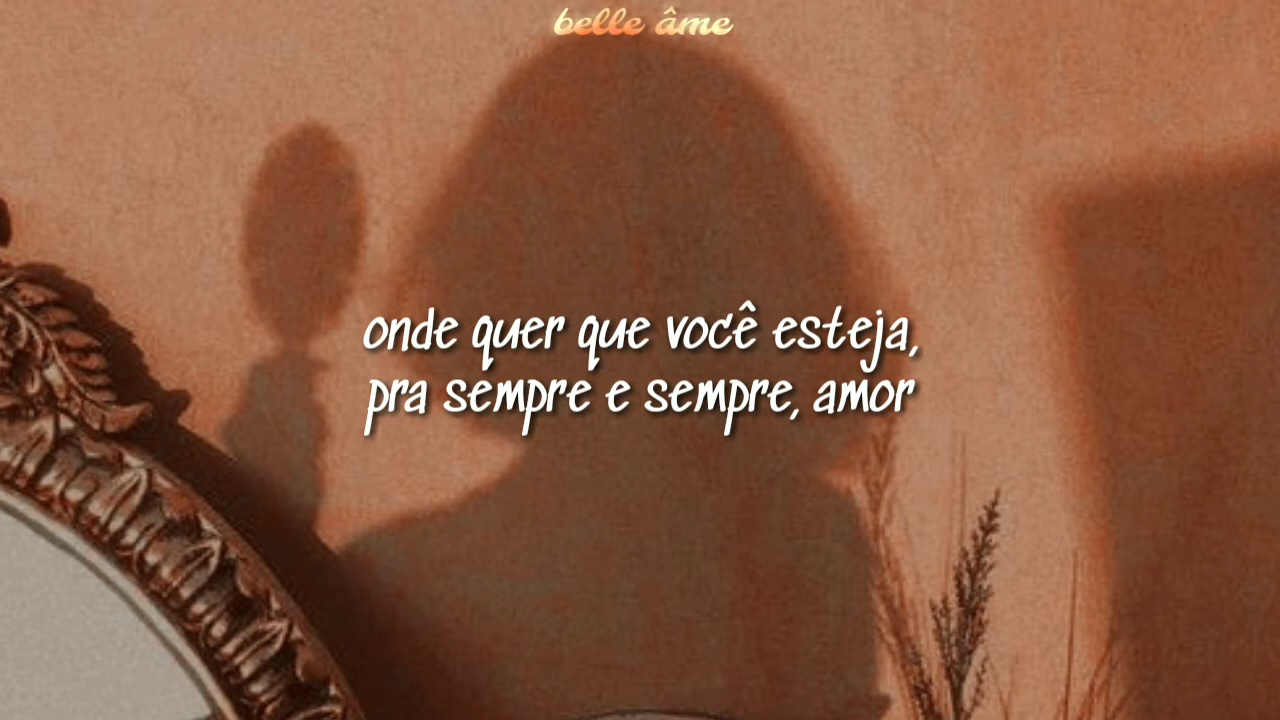 belle âme
onde quer que você esteja,
pra sempre e sempre, amor